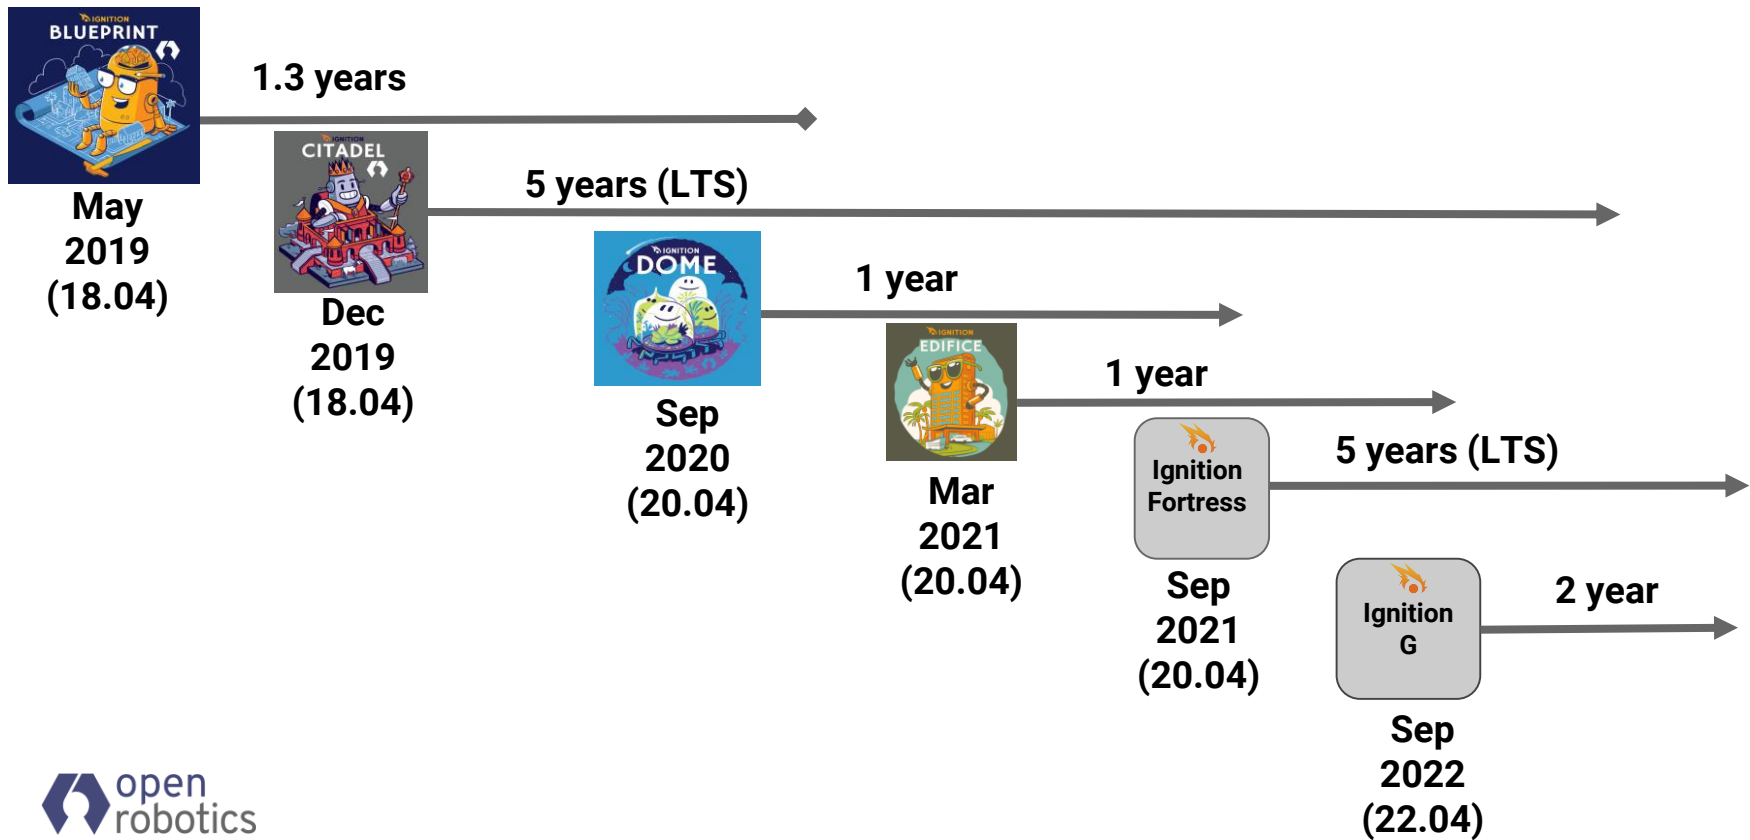 IGNITION
BLUEPRINT
1.3 years
May
2019
(18.04)
IGNITION
CITADEL
5 years (LTS)
Dec
2019
(18.04)
IGNITION
DOME
1 year
Sep
2020
(20.04)
IGNITION
EDIFICE
1 year
Mar
2021
(20.04)
Ignition
Fortress
5 years (LTS)
Sep
2021
(20.04)
Ignition
G
2 year
Sep
2022
(22.04)
open
robotics